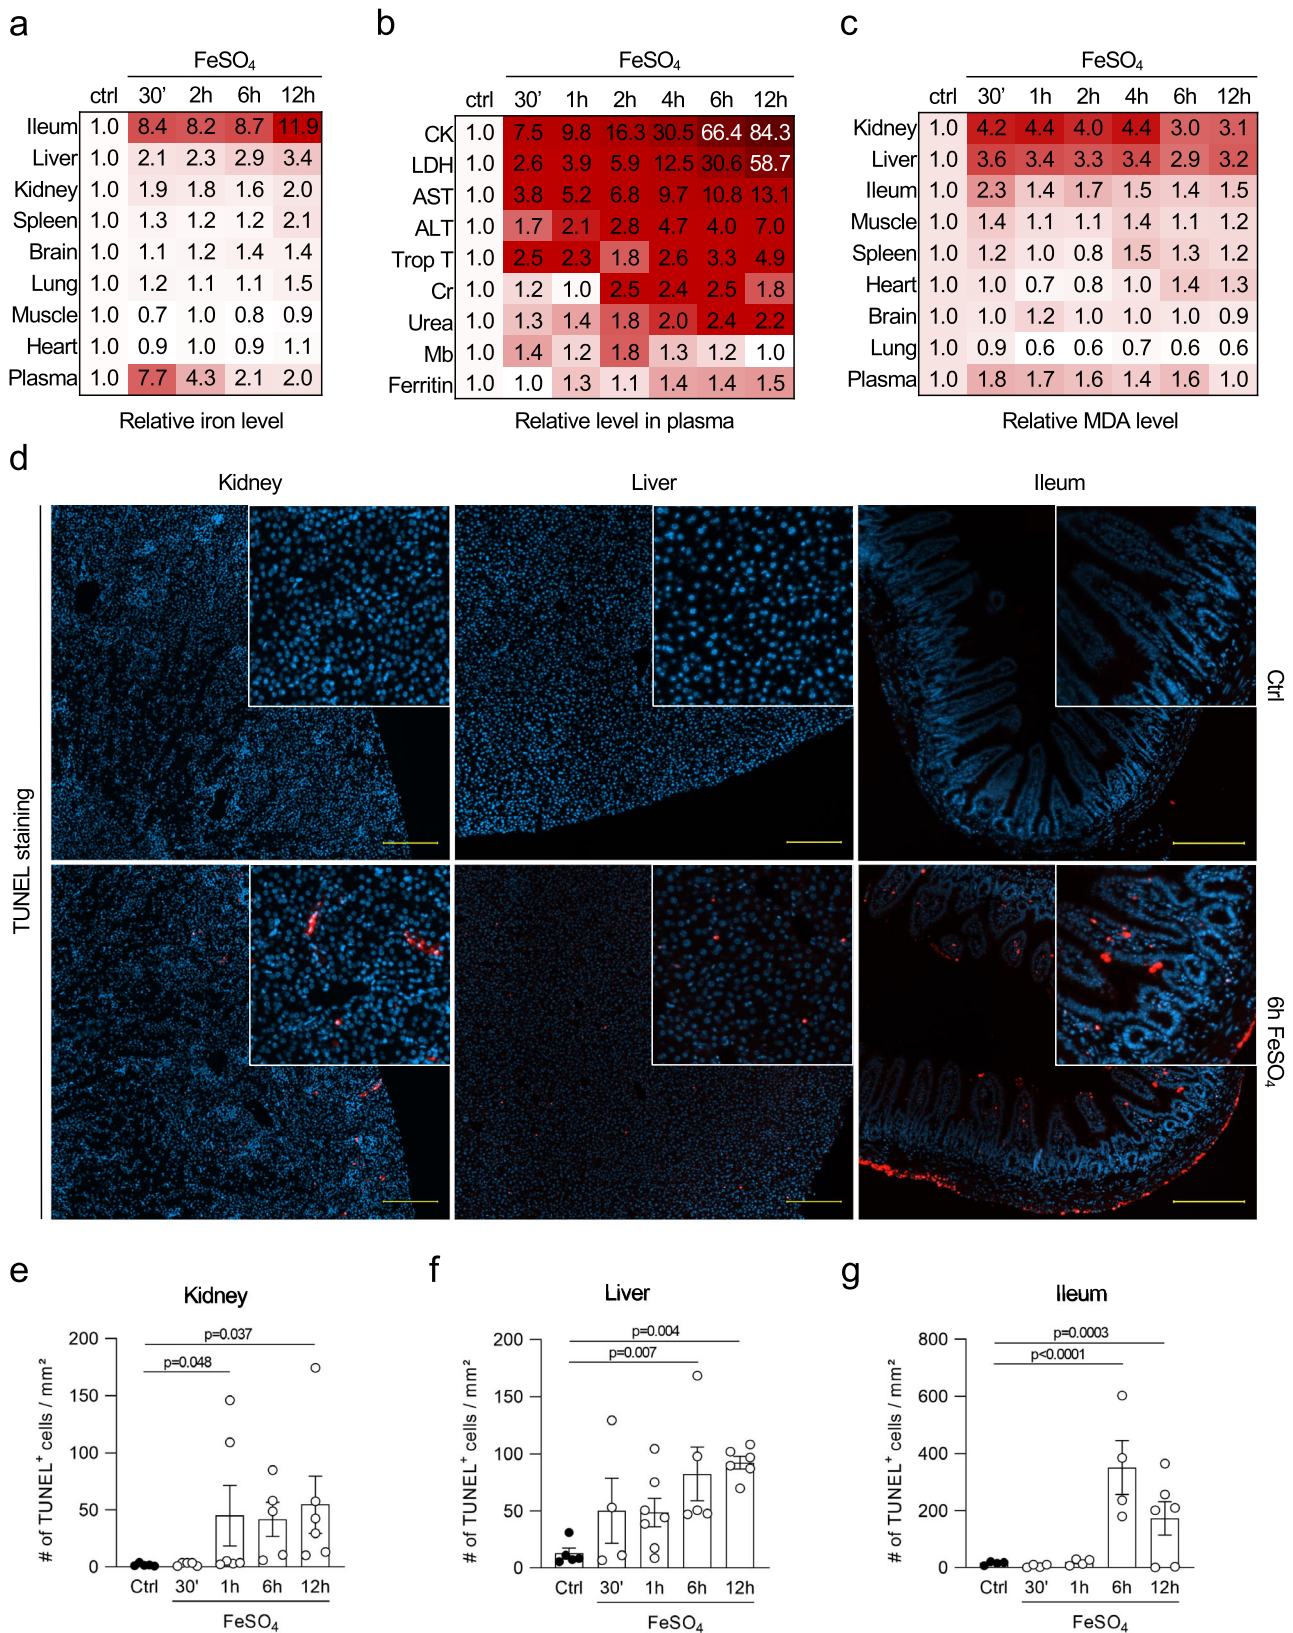 a
FeSO₄
ctrl 30' 2h 6h 12h
Ileum 1.0 8.4 8.2 8.7 11.9
Liver 1.0 2.1 2.3 2.9 3.4
Kidney 1.0 1.9 1.8 1.6 2.0
Spleen 1.0 1.3 1.2 1.2 2.1
Brain 1.0 1.1 1.2 1.4 1.4
Lung 1.0 1.2 1.1 1.1 1.5
Muscle 1.0 0.7 1.0 0.8 0.9
Heart 1.0 0.9 1.0 0.9 1.1
Plasma 1.0 7.7 4.3 2.1 2.0
Relative iron level
b
FeSO₄
ctrl 30' 1h 2h 4h 6h 12h
CK 1.0 7.5 9.8 16.3 30.5 66.4 84.3
LDH 1.0 2.6 3.9 5.9 12.5 30.6 58.7
AST 1.0 3.8 5.2 6.8 9.7 10.8 13.1
ALT 1.0 1.7 2.1 2.8 4.7 4.0 7.0
Trop T 1.0 2.5 2.3 1.8 2.6 3.3 4.9
Cr 1.0 1.2 1.0 2.5 2.4 2.5 1.8
Urea 1.0 1.3 1.4 1.8 2.0 2.4 2.2
Mb 1.0 1.4 1.2 1.8 1.3 1.2 1.0
Ferritin 1.0 1.0 1.3 1.1 1.4 1.4 1.5
Relative level in plasma
c
FeSO₄
ctrl 30' 1h 2h 4h 6h 12h
Kidney 1.0 4.2 4.4 4.0 4.4 3.0 3.1
Liver 1.0 3.6 3.4 3.3 3.4 2.9 3.2
Ileum 1.0 2.3 1.4 1.7 1.5 1.4 1.5
Muscle 1.0 1.4 1.1 1.1 1.4 1.1 1.2
Spleen 1.0 1.2 1.0 0.8 1.5 1.3 1.2
Heart 1.0 1.0 0.7 0.8 1.0 1.4 1.3
Brain 1.0 1.0 1.2 1.0 1.0 1.0 0.9
Lung 1.0 0.9 0.6 0.6 0.7 0.6 0.6
Plasma 1.0 1.8 1.7 1.6 1.4 1.6 1.0
Relative MDA level
d
Kidney Liver Ileum
TUNEL staining
Ctrl
6h FeSO₄
e
Kidney
# of TUNEL⁺ cells / mm²
200
150
100
50
0
p=0.037
p=0.048
Ctrl 30' 1h 6h 12h
FeSO₄
f
Liver
# of TUNEL⁺ cells / mm²
200
150
100
50
0
p=0.004
p=0.007
Ctrl 30' 1h 6h 12h
FeSO₄
g
Ileum
# of TUNEL⁺ cells / mm²
800
600
400
200
0
p=0.0003
p<0.0001
Ctrl 30' 1h 6h 12h
FeSO₄